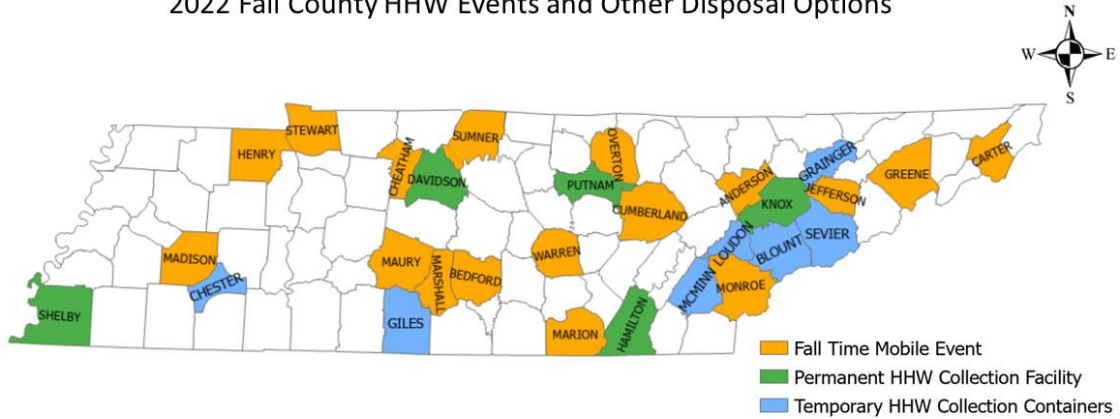 2022 Fall County HHW Events and Other Disposal Options
N
W
E
S
STEWART
SUMNER
HENRY
CHEATHAM
DAVIDSON
OVERTON
PUTNAM
CUMBERLAND
ANDERSON
GRAINGER
JEFFERSON
KNOX
GREENE
CARTER
MADISON
CHESTER
SHELBY
MAURY
MARSHALL
BEDFORD
WARREN
GILES
MARION
HAMILTON
MCMINN
LOUDON
BLOUNT
SEVIER
MONROE
Fall Time Mobile Event
Permanent HHW Collection Facility
Temporary HHW Collection Containers